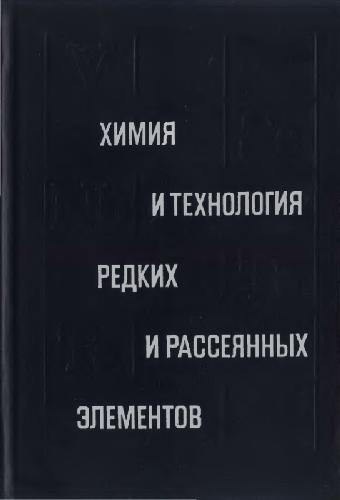 ХИМИЯ
И ТЕХНОЛОГИЯ
РЕДКИХ
И РАССЕЯННЫХ
ЭЛЕМЕНТОВ